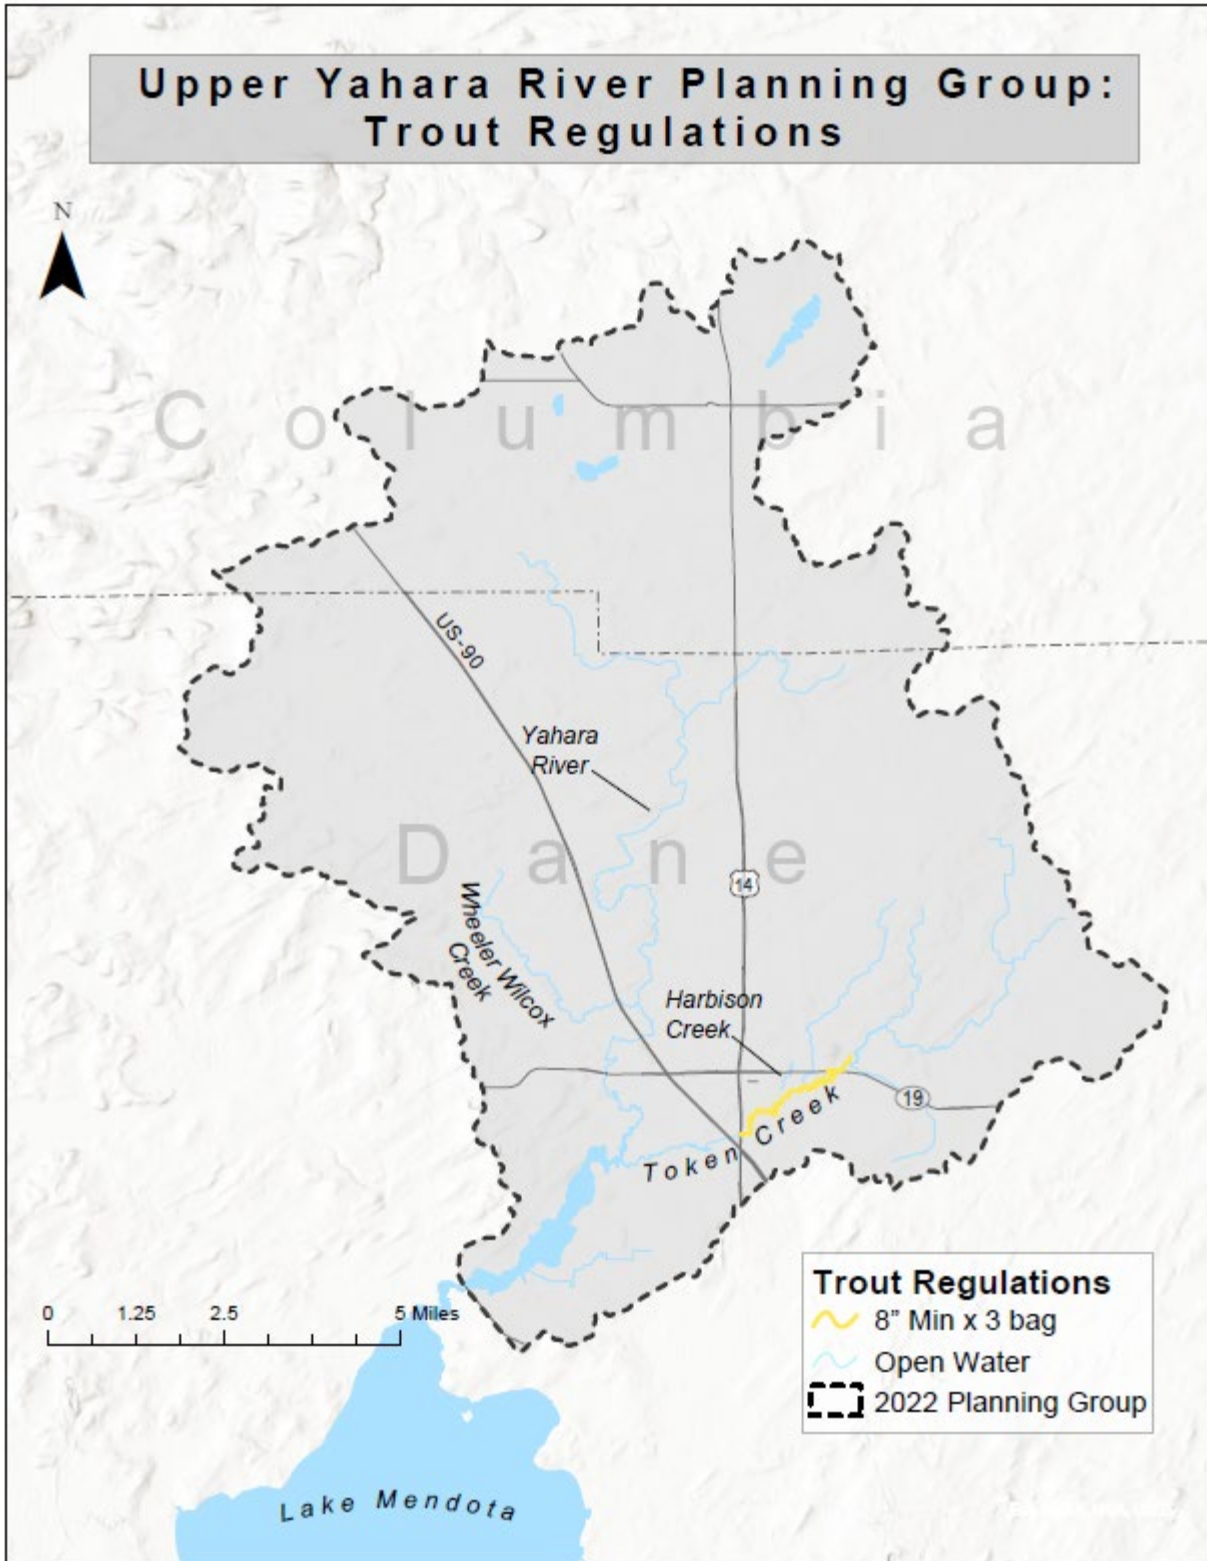 Upper Yahara River Planning Group:
Trout Regulations
N
Columbia
US-90
Yahara
River
Dane
14
Wheeler Wilcox
Creek
Harbison
Creek
19
Token Creek
Trout Regulations
8" Min x 3 bag
Open Water
2022 Planning Group
0 1.25 2.5 5 Miles
Lake Mendota